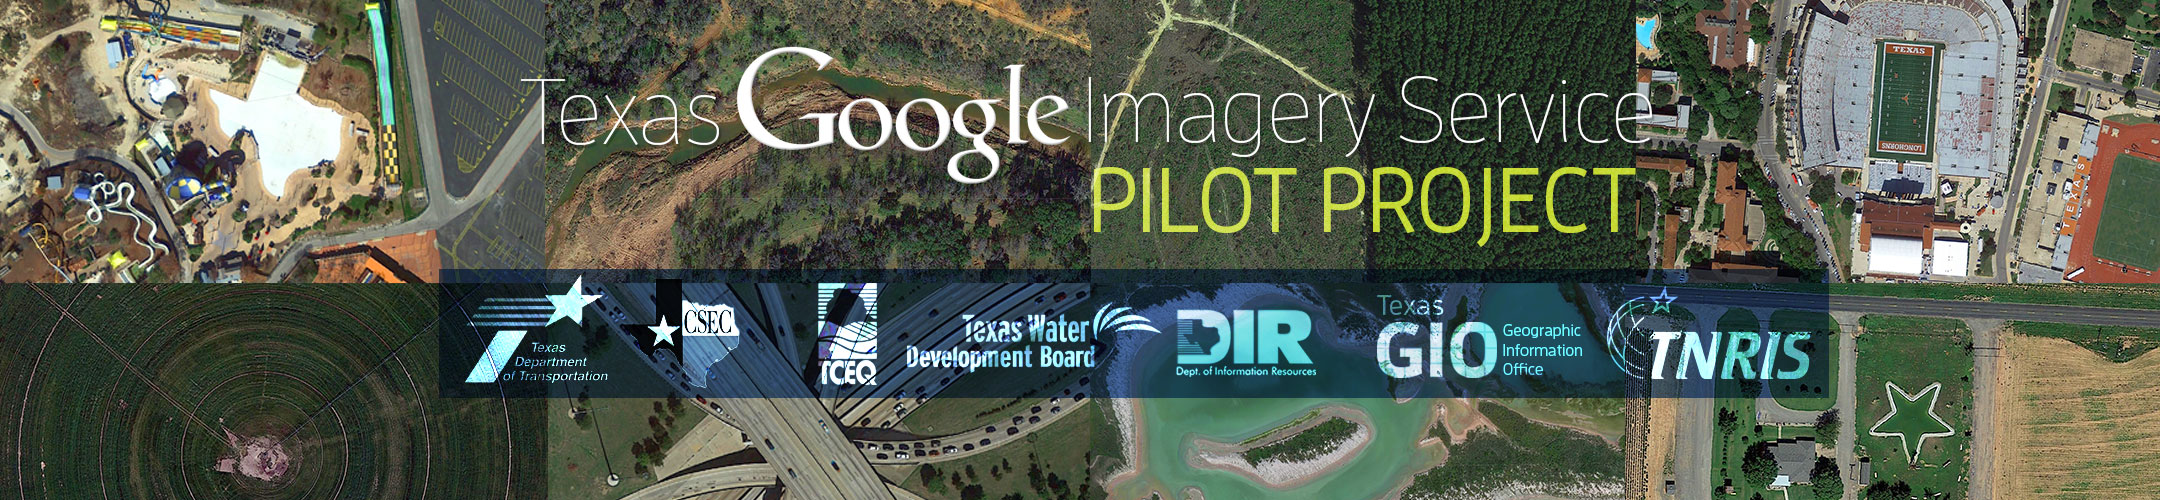 Texas Google Imagery Service
PILOT PROJECT
TEXAS
LONGHORNS
TEXAS
Texas
Department
of Transportation
CSEC
TCEQ
Texas Water
Development Board
DIR
Dept. of Information Resources
Texas
GIO
Geographic
Information
Office
TNRIS